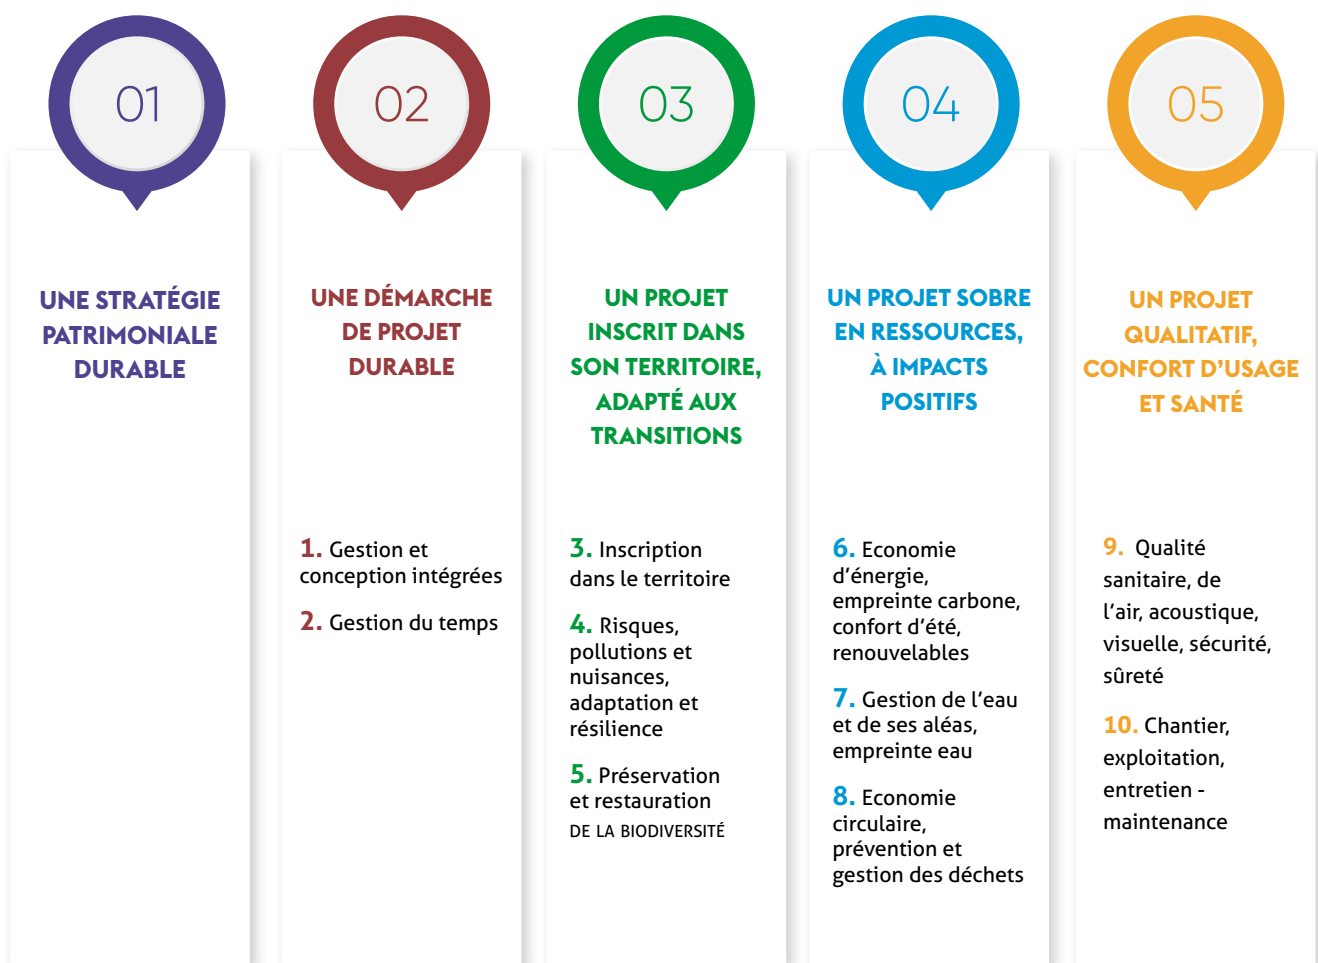 01
UNE STRATÉGIE
PATRIMONIALE
DURABLE
02
UNE DÉMARCHE
DE PROJET
DURABLE
1. Gestion et
conception intégrées
2. Gestion du temps
03
UN PROJET
INSCRIT DANS
SON TERRITOIRE,
ADAPTÉ AUX
TRANSITIONS
3. Inscription
dans le territoire
4. Risques,
pollutions et
nuisances,
adaptation et
résilience
5. Préservation
et restauration
DE LA BIODIVERSITÉ
04
UN PROJET SOBRE
EN RESSOURCES,
À IMPACTS
POSITIFS
6. Economie
d'énergie,
empreinte carbone,
confort d'été,
renouvelables
7. Gestion de l'eau
et de ses aléas,
empreinte eau
8. Economie
circulaire,
prévention et
gestion des déchets
05
UN PROJET
QUALITATIF,
CONFORT D'USAGE
ET SANTÉ
9. Qualité
sanitaire, de
l'air, acoustique,
visuelle, sécurité,
sûreté
10. Chantier,
exploitation,
entretien -
maintenance